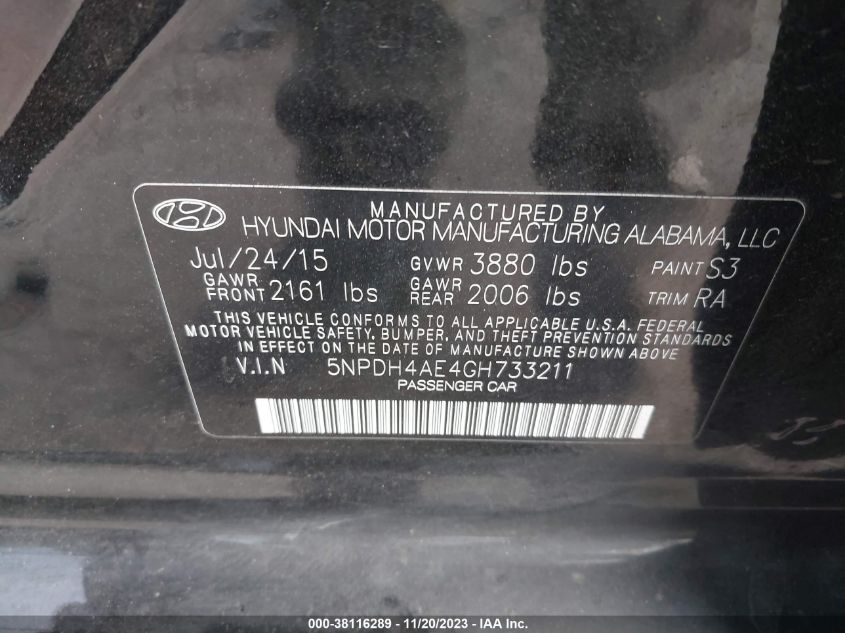 MANUFACTURED BY
HYUNDAI MOTOR MANUFACTURING ALABAMA, LLC
Jul/24/15 GVWR 3880 lbs PAINT S3
GAWR FRONT 2161 lbs GAWR REAR 2006 lbs TRIM RA
THIS VEHICLE CONFORMS TO ALL APPLICABLE U.S.A. FEDERAL
MOTOR VEHICLE SAFETY, BUMPER, AND THEFT PREVENTION STANDARDS
IN EFFECT ON THE DATE OF MANUFACTURE SHOWN ABOVE
V.I.N 5NPDH4AE4GH733211
PASSENGER CAR
000-38116289 - 11/20/2023 - IAA Inc.